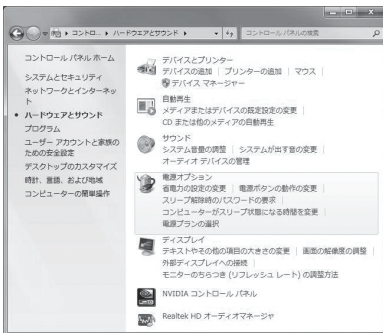 コントロ... ▸ ハードウェアとサウンド ▸
コントロール パネルの検索
コントロール パネル ホーム
システムとセキュリティ
ネットワークとインターネッ
ト
ハードウェアとサウンド
プログラム
ユーザー アカウントと家族の
ための安全設定
デスクトップのカスタマイズ
時計、言語、および地域
コンピューターの簡単操作
デバイスとプリンター
デバイスの追加 | プリンターの追加 | マウス |
デバイス マネージャー
自動再生
メディアまたはデバイスの既定設定の変更 |
CD または他のメディアの自動再生
サウンド
システム音量の調整 | システムが出す音の変更 |
オーディオ デバイスの管理
電源オプション
省電力の設定の変更 | 電源ボタンの動作の変更 |
スリープ解除時のパスワードの要求 |
コンピューターがスリープ状態になる時間を変更 |
電源プランの選択
ディスプレイ
テキストやその他の項目の大きさの変更 | 画面の解像度の調整 |
外部ディスプレイへの接続 |
モニターのちらつき (リフレッシュ レート) の調整方法
NVIDIA コントロール パネル
Realtek HD オーディオマネージャ